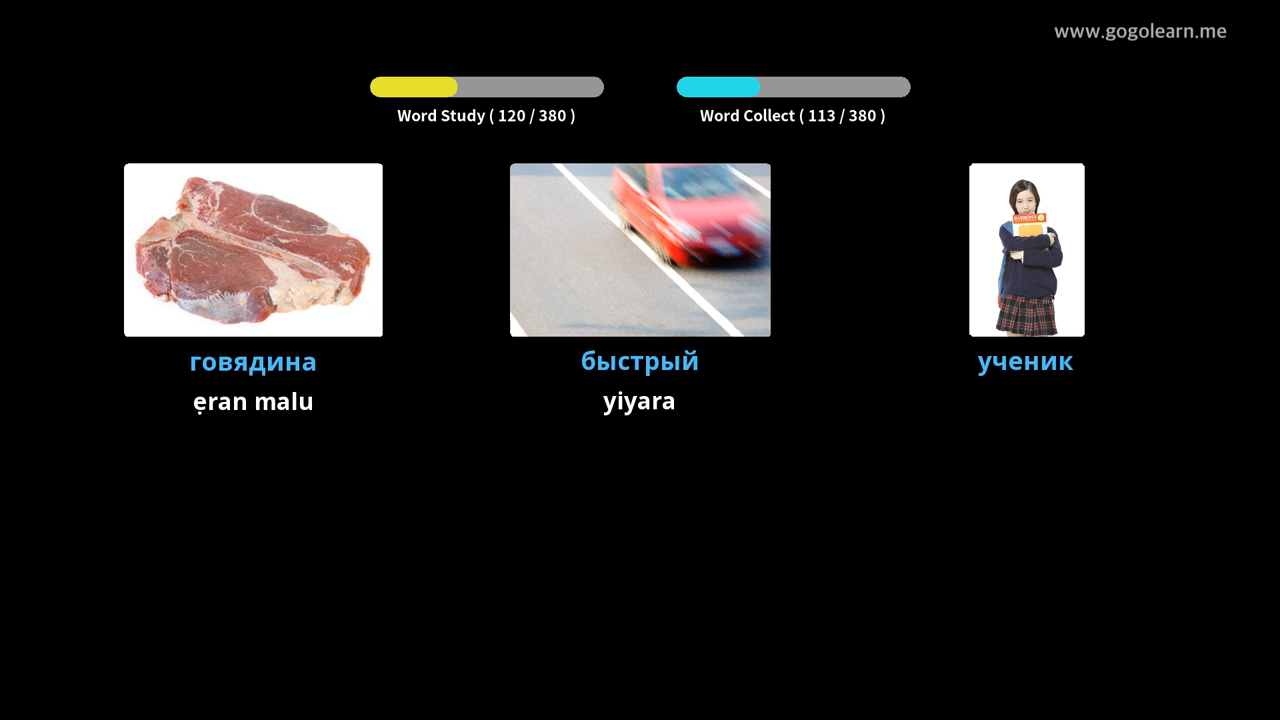 www.gogolearn.me
Word Study ( 120 / 380 )
Word Collect ( 113 / 380 )
говядина
быстрый
ученик
ẹran malu
yiyara